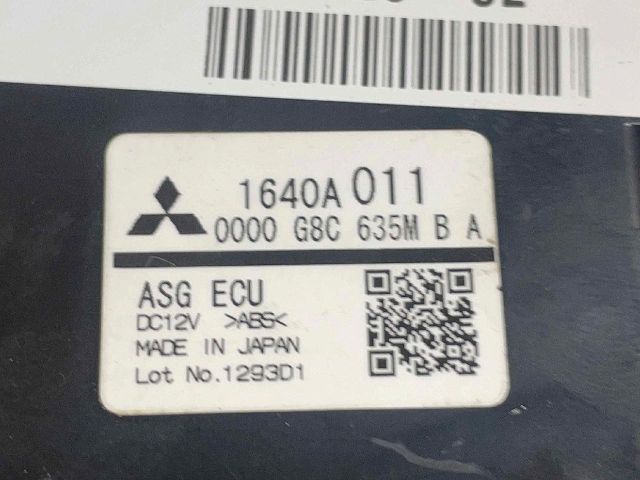 1640A 011
0000 G8C 635M B A
ASG ECU
DC12V >ABS<
MADE IN JAPAN
Lot No.1293D1